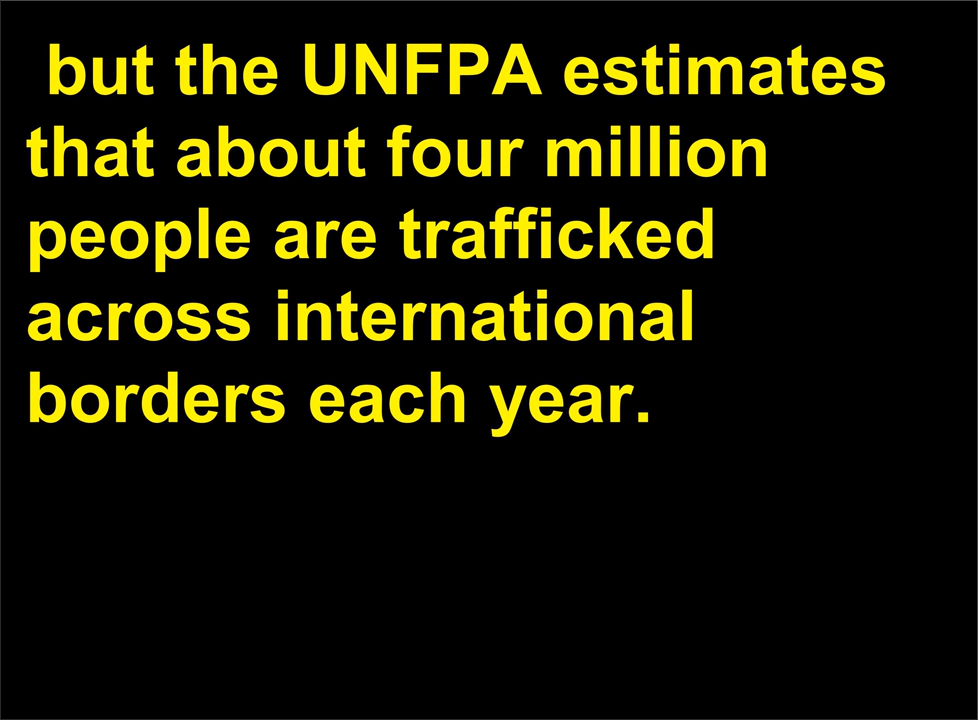 but the UNFPA estimates
that about four million
people are trafficked
across international
borders each year.